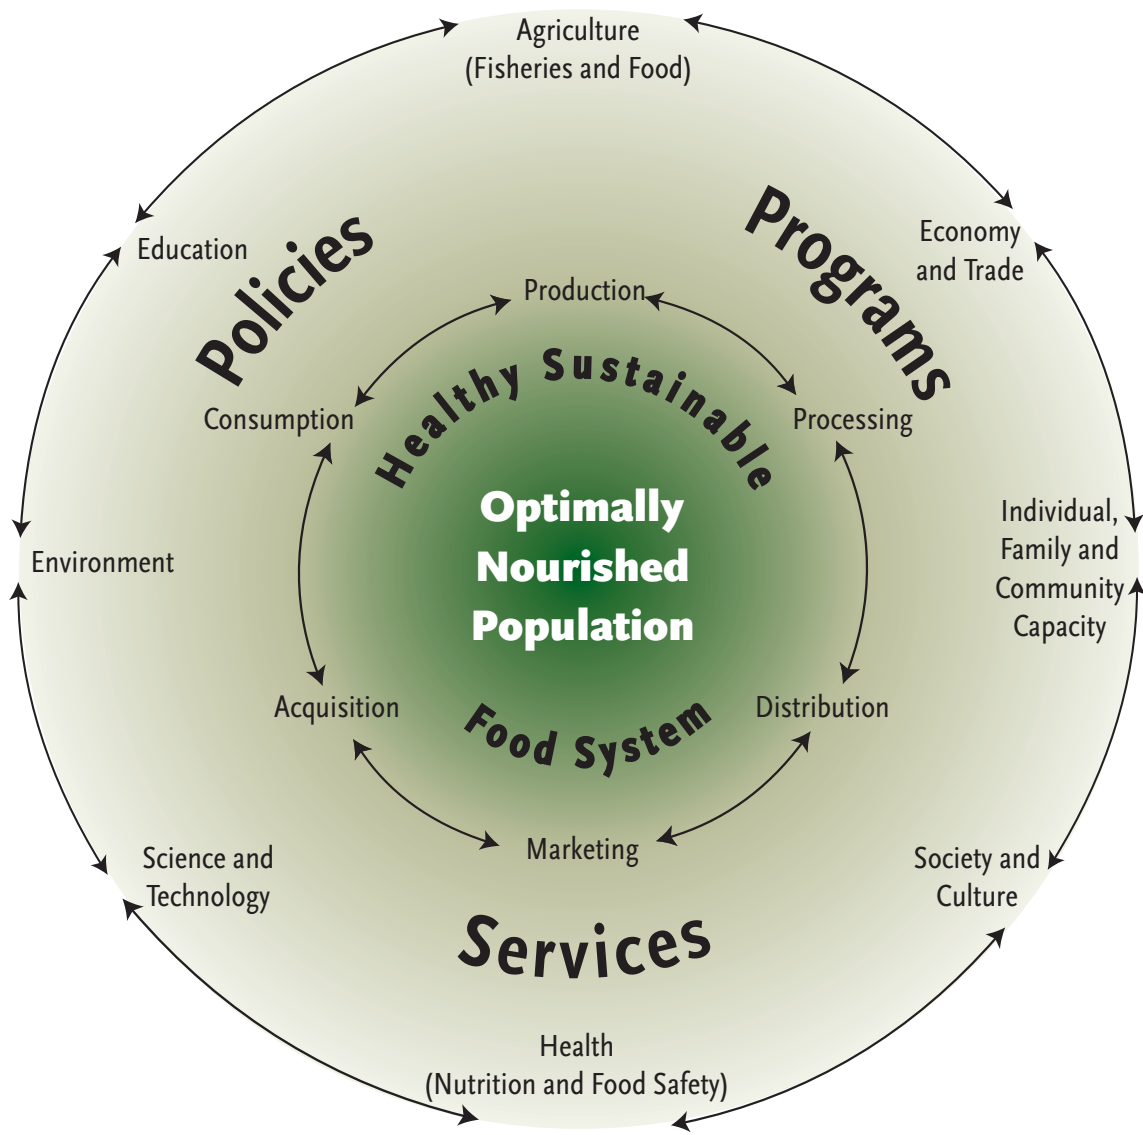 Agriculture
(Fisheries and Food)
Education
Policies
Programs
Economy
and Trade
Production
Healthy Sustainable
Consumption
Processing
Optimally
Nourished
Population
Individual,
Family and
Community
Capacity
Environment
Acquisition
Food System
Distribution
Marketing
Science and
Technology
Society and
Culture
Services
Health
(Nutrition and Food Safety)